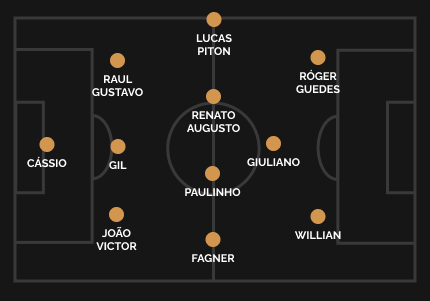 LUCAS
PITON
RAUL
GUSTAVO
RÓGER
GUEDES
RENATO
AUGUSTO
CÁSSIO
GIL
GIULIANO
PAULINHO
JOÃO
VICTOR
WILLIAN
FAGNER